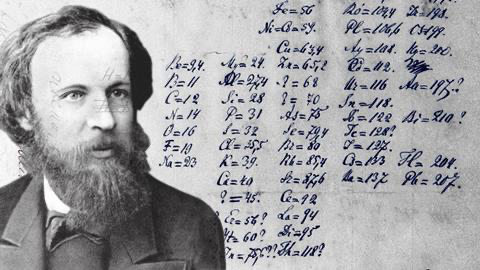 Fe=56 Ro=104,4 Ir=198.
Ni=Co=59. Pl=106,6 Os=199.
Cu=63,4 Ag=108. Hg=200.
Be=9,4. Mg=24. Zn=65,2 Cd=112.
B=11 Al=27,4 ?=68 Ur=116 Au=197?
C=12 Si=28 ?=70 Sn=118.
N=14 P=31 As=75 Sb=122 Bi=210?
O=16 S=32 Se=79,4 Te=128?
F=19 Cl=35,5 Br=80 I=127.
Na=23 K=39. Rb=85,4 Cs=133 Tl=204.
Ca=40 Sr=87,6 Ba=137 Pb=207.
?=45. Ce=92
?Er=56? La=94
?Yt=60? Di=95
?In=75,6?? Th=118?